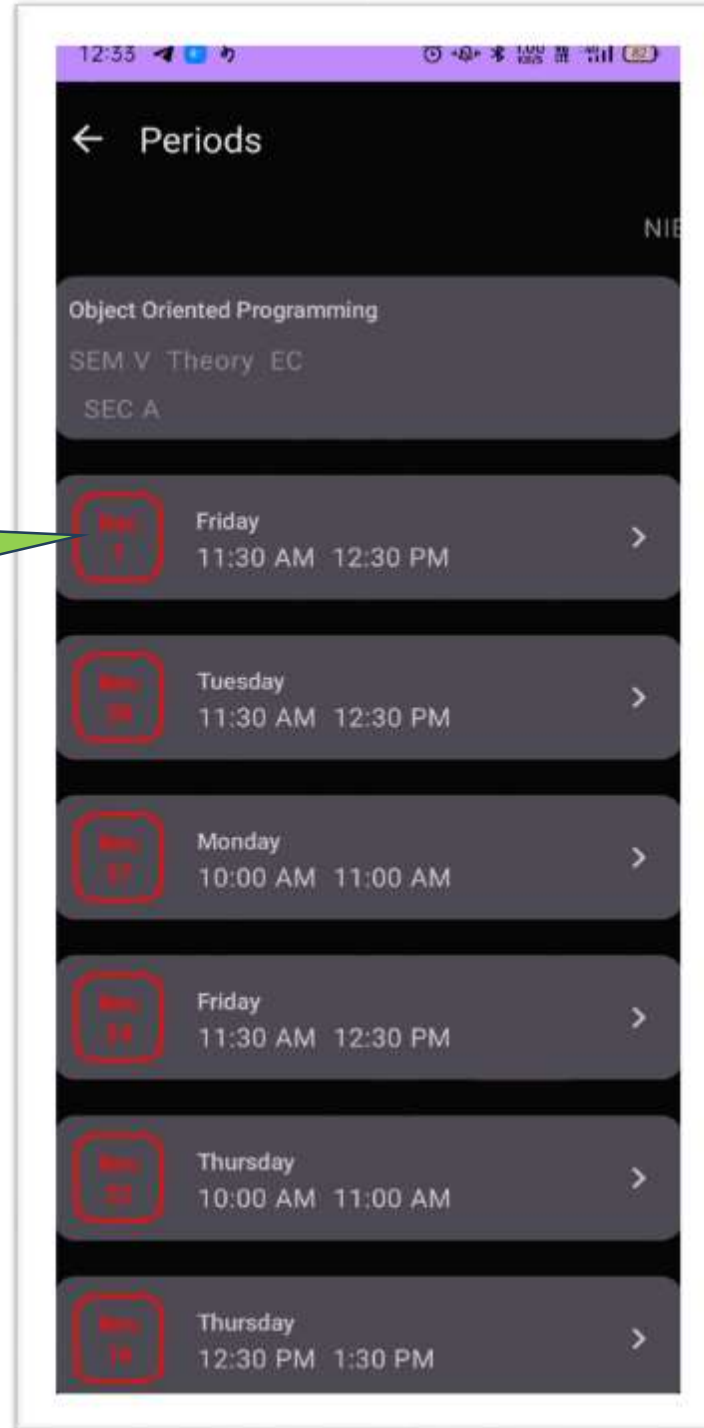 12:33
Periods
NIE
Object Oriented Programming
SEM V Theory EC
SEC A
Friday
11:30 AM 12:30 PM
Tuesday
11:30 AM 12:30 PM
Monday
10:00 AM 11:00 AM
Friday
11:30 AM 12:30 PM
Thursday
10:00 AM 11:00 AM
Thursday
12:30 PM 1:30 PM